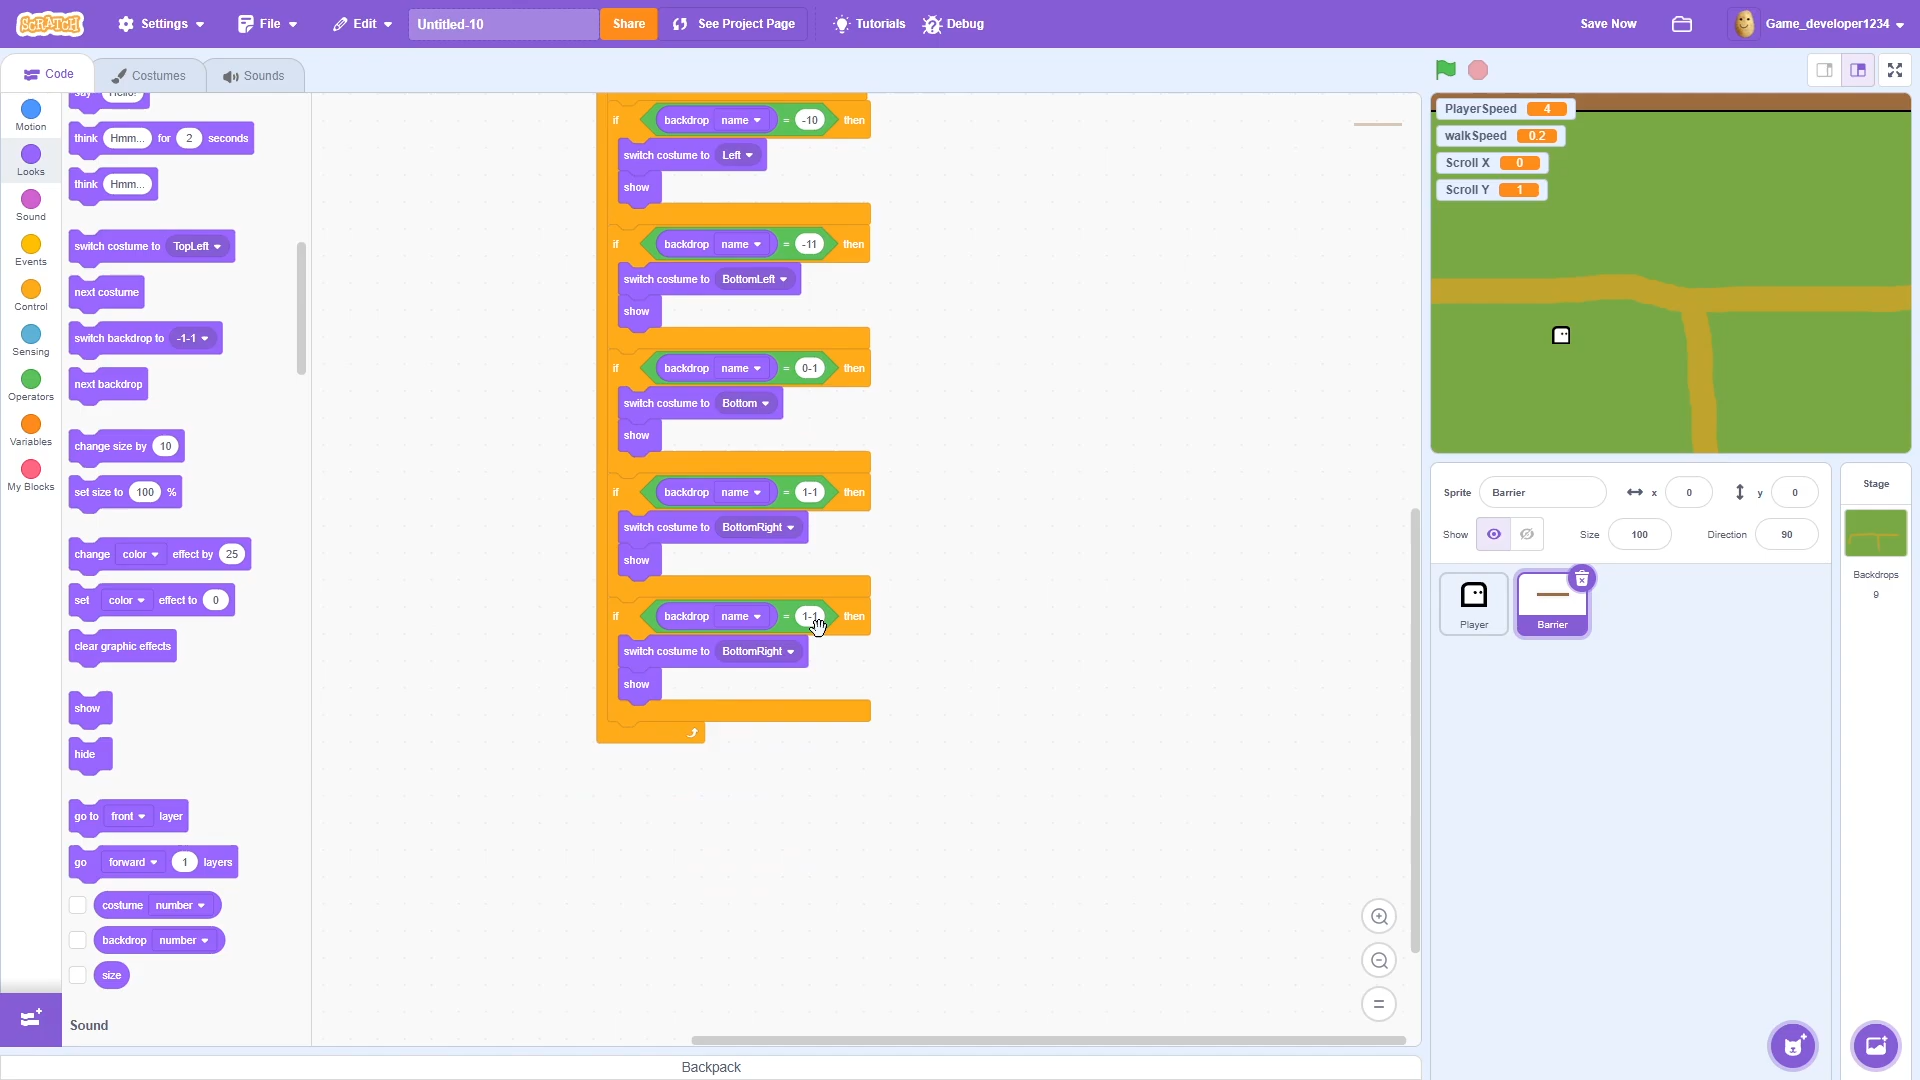 SCRATCH Settings File Edit Untitled-10 Share See Project Page Tutorials Debug Save Now Game_developer1234
Code Costumes Sounds
Motion
Looks
Sound
Events
Control
Sensing
Operators
Variables
My Blocks
say Hello!
think Hmm... for 2 seconds
think Hmm...
switch costume to TopLeft
next costume
switch backdrop to -1-1
next backdrop
change size by 10
set size to 100 %
change color effect by 25
set color effect to 0
clear graphic effects
show
hide
go to front layer
go forward 1 layers
costume number
backdrop number
size
Sound
if backdrop name = -10 then
switch costume to Left
show
if backdrop name = -11 then
switch costume to BottomLeft
show
if backdrop name = 0-1 then
switch costume to Bottom
show
if backdrop name = 1-1 then
switch costume to BottomRight
show
if backdrop name = 1-1 then
switch costume to BottomRight
show
Backpack
PlayerSpeed 4
walkSpeed 0.2
Scroll X 0
Scroll Y 1
Sprite Barrier x 0 y 0
Show Size 100 Direction 90
Player
Barrier
Stage
Backdrops
9